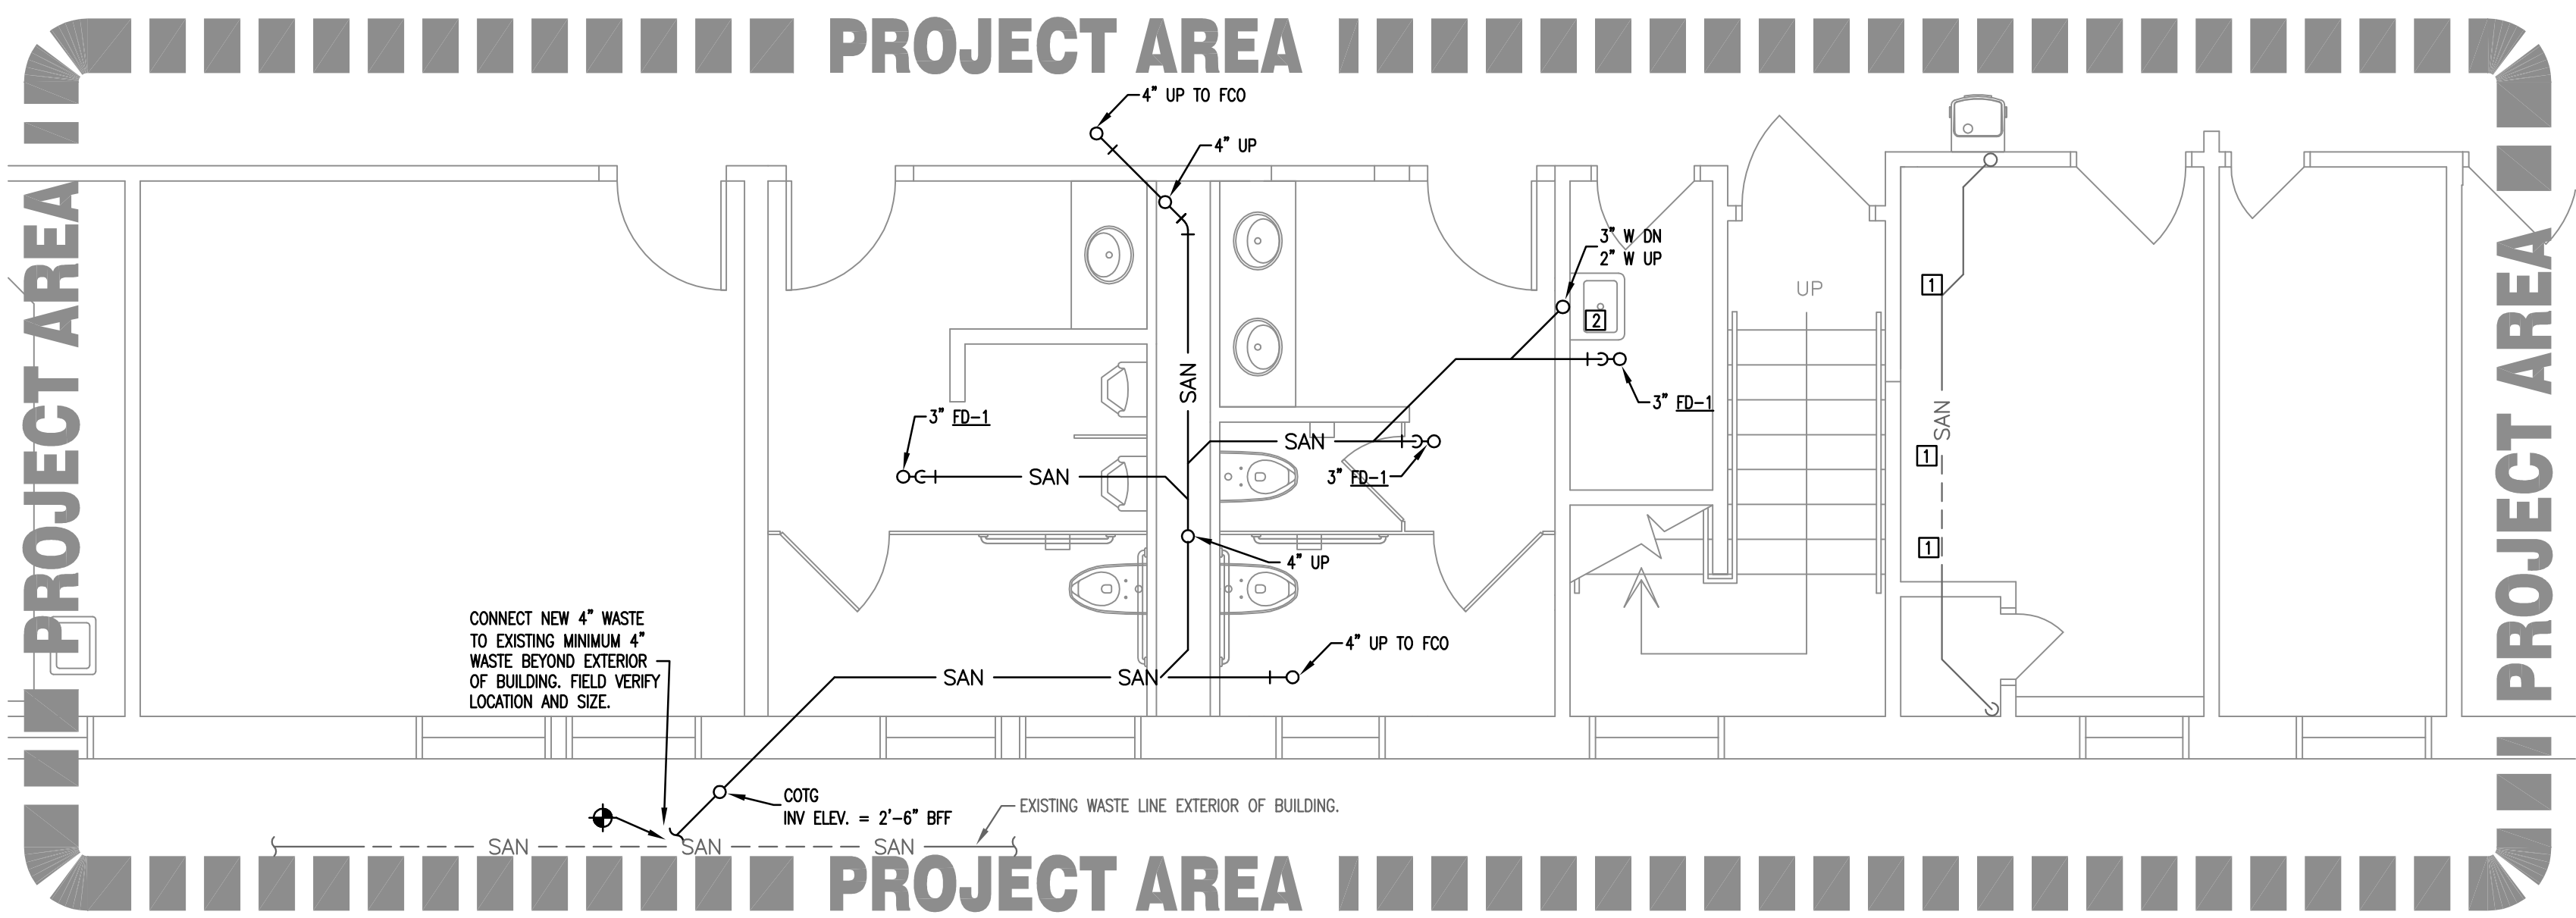 PROJECT AREA
4" UP TO FCO
4" UP
PROJECT AREA
PROJECT AREA
3" W DN
2" W UP
UP
1
2
SAN
3" FD-1
3" FD-1
SAN
SAN
SAN
3" FD-1
1
1
4" UP
CONNECT NEW 4" WASTE
TO EXISTING MINIMUM 4"
WASTE BEYOND EXTERIOR
OF BUILDING. FIELD VERIFY
LOCATION AND SIZE.
4" UP TO FCO
SAN
SAN
COTG
INV ELEV. = 2'-6" BFF
EXISTING WASTE LINE EXTERIOR OF BUILDING.
SAN
SAN
SAN
PROJECT AREA